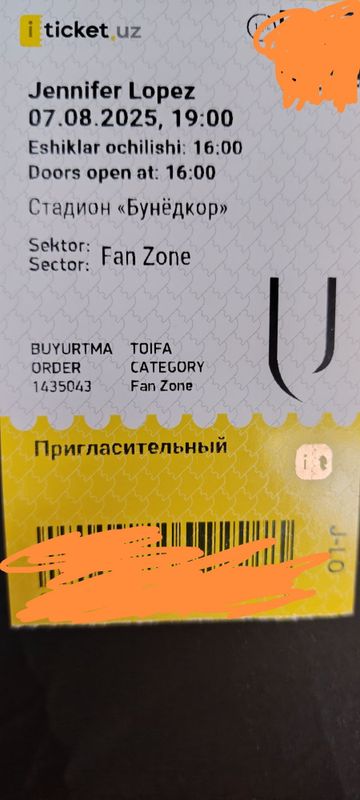 iticket.uz
Jennifer Lopez
07.08.2025, 19:00
Eshiklar ochilishi: 16:00
Doors open at: 16:00
Стадион «Бунёдкор»
Sektor:
Sector:
Fan Zone
BUYURTMA TOIFA
ORDER CATEGORY
1435043 Fan Zone
Пригласительный
it